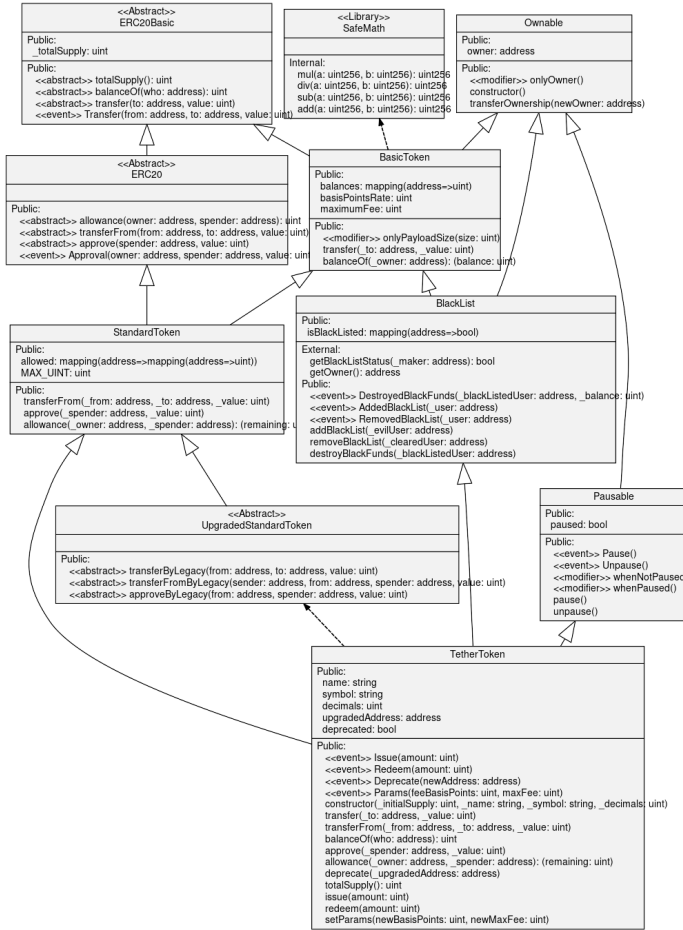 <<Abstract>>
ERC20Basic
Public:
_totalSupply: uint
Public:
<<abstract>> totalSupply(): uint
<<abstract>> balanceOf(who: address): uint
<<abstract>> transfer(to: address, value: uint)
<<event>> Transfer(from: address, to: address, value: uint)
<<Library>>
SafeMath
Internal:
mul(a: uint256, b: uint256): uint256
div(a: uint256, b: uint256): uint256
sub(a: uint256, b: uint256): uint256
add(a: uint256, b: uint256): uint256
Ownable
Public:
owner: address
Public:
<<modifier>> onlyOwner()
constructor()
transferOwnership(newOwner: address)
<<Abstract>>
ERC20
Public:
<<abstract>> allowance(owner: address, spender: address): uint
<<abstract>> transferFrom(from: address, to: address, value: uint)
<<abstract>> approve(spender: address, value: uint)
<<event>> Approval(owner: address, spender: address, value: uint)
BasicToken
Public:
balances: mapping(address=>uint)
basisPointsRate: uint
maximumFee: uint
Public:
<<modifier>> onlyPayloadSize(size: uint)
transfer(_to: address, _value: uint)
balanceOf(_owner: address): (balance: uint)
StandardToken
Public:
allowed: mapping(address=>mapping(address=>uint))
MAX_UINT: uint
Public:
transferFrom(_from: address, _to: address, _value: uint)
approve(_spender: address, _value: uint)
allowance(_owner: address, _spender: address): (remaining: u
BlackList
Public:
isBlackListed: mapping(address=>bool)
External:
getBlackListStatus(_maker: address): bool
getOwner(): address
Public:
<<event>> DestroyedBlackFunds(_blackListedUser: address, _balance: uint)
<<event>> AddedBlackList(_user: address)
<<event>> RemovedBlackList(_user: address)
addBlackList(_evilUser: address)
removeBlackList(_clearedUser: address)
destroyBlackFunds(_blackListedUser: address)
<<Abstract>>
UpgradedStandardToken
Public:
<<abstract>> transferByLegacy(from: address, to: address, value: uint)
<<abstract>> transferFromByLegacy(sender: address, from: address, spender: address, value: uint)
<<abstract>> approveByLegacy(from: address, spender: address, value: uint)
Pausable
Public:
paused: bool
Public:
<<event>> Pause()
<<event>> Unpause()
<<modifier>> whenNotPaused
<<modifier>> whenPaused()
pause()
unpause()
TetherToken
Public:
name: string
symbol: string
decimals: uint
upgradedAddress: address
deprecated: bool
Public:
<<event>> Issue(amount: uint)
<<event>> Redeem(amount: uint)
<<event>> Deprecate(newAddress: address)
<<event>> Params(feeBasisPoints: uint, maxFee: uint)
constructor(_initialSupply: uint, _name: string, _symbol: string, _decimals: uint)
transfer(_to: address, _value: uint)
transferFrom(_from: address, _to: address, _value: uint)
balanceOf(who: address): uint
approve(_spender: address, _value: uint)
allowance(_owner: address, _spender: address): (remaining: uint)
deprecate(_upgradedAddress: address)
totalSupply(): uint
issue(amount: uint)
redeem(amount: uint)
setParams(newBasisPoints: uint, newMaxFee: uint)